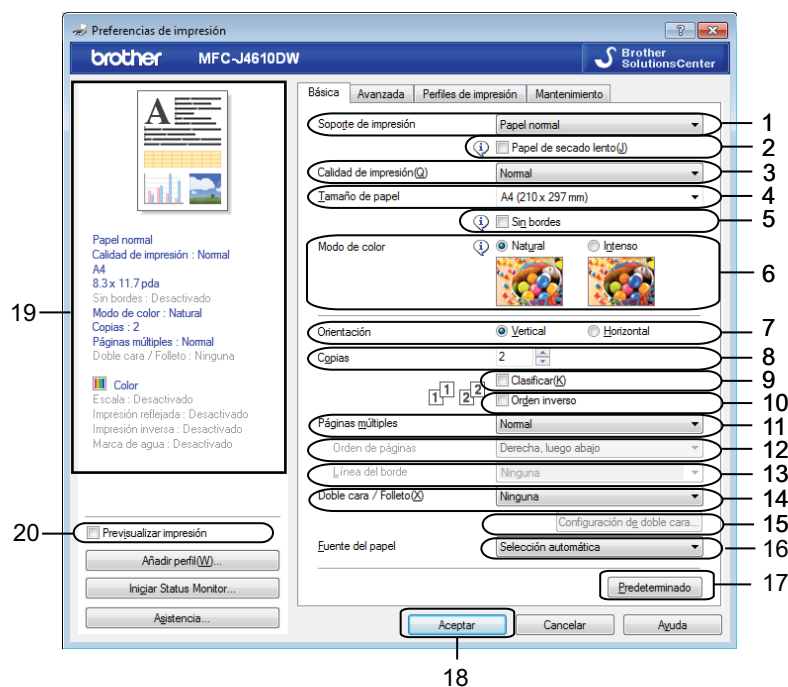 Preferencias de impresión
brother MFC-J4610DW
Brother
SolutionsCenter
A
Papel normal
Calidad de impresión : Normal
A4
8.3 x 11.7 pda
Sin bordes : Desactivado
Modo de color : Natural
Copias : 2
Páginas múltiples : Normal
Doble cara / Folleto : Ninguna
Color
Escala : Desactivado
Impresión reflejada : Desactivado
Impresión inversa : Desactivado
Marca de agua : Desactivado
19
20
Previsualizar impresión
Añadir perfil(W)...
Iniciar Status Monitor...
Asistencia...
Básica Avanzada Perfiles de impresión Mantenimiento
Soporte de impresión Papel normal 1
Papel de secado lento(J) 2
Calidad de impresión(Q) Normal 3
Tamaño de papel A4 (210 x 297 mm) 4
Sin bordes 5
Modo de color Natural Intenso
6
Orientación Vertical Horizontal 7
Copias 2 8
Clasificar(K) 9
1 1 2 2
Orden inverso 10
Páginas múltiples Normal 11
Orden de páginas Derecha, luego abajo 12
Línea del borde Ninguna 13
Doble cara / Folleto(X) Ninguna 14
Configuración de doble cara... 15
Fuente del papel Selección automática 16
Predeterminado 17
Aceptar Cancelar Ayuda
18